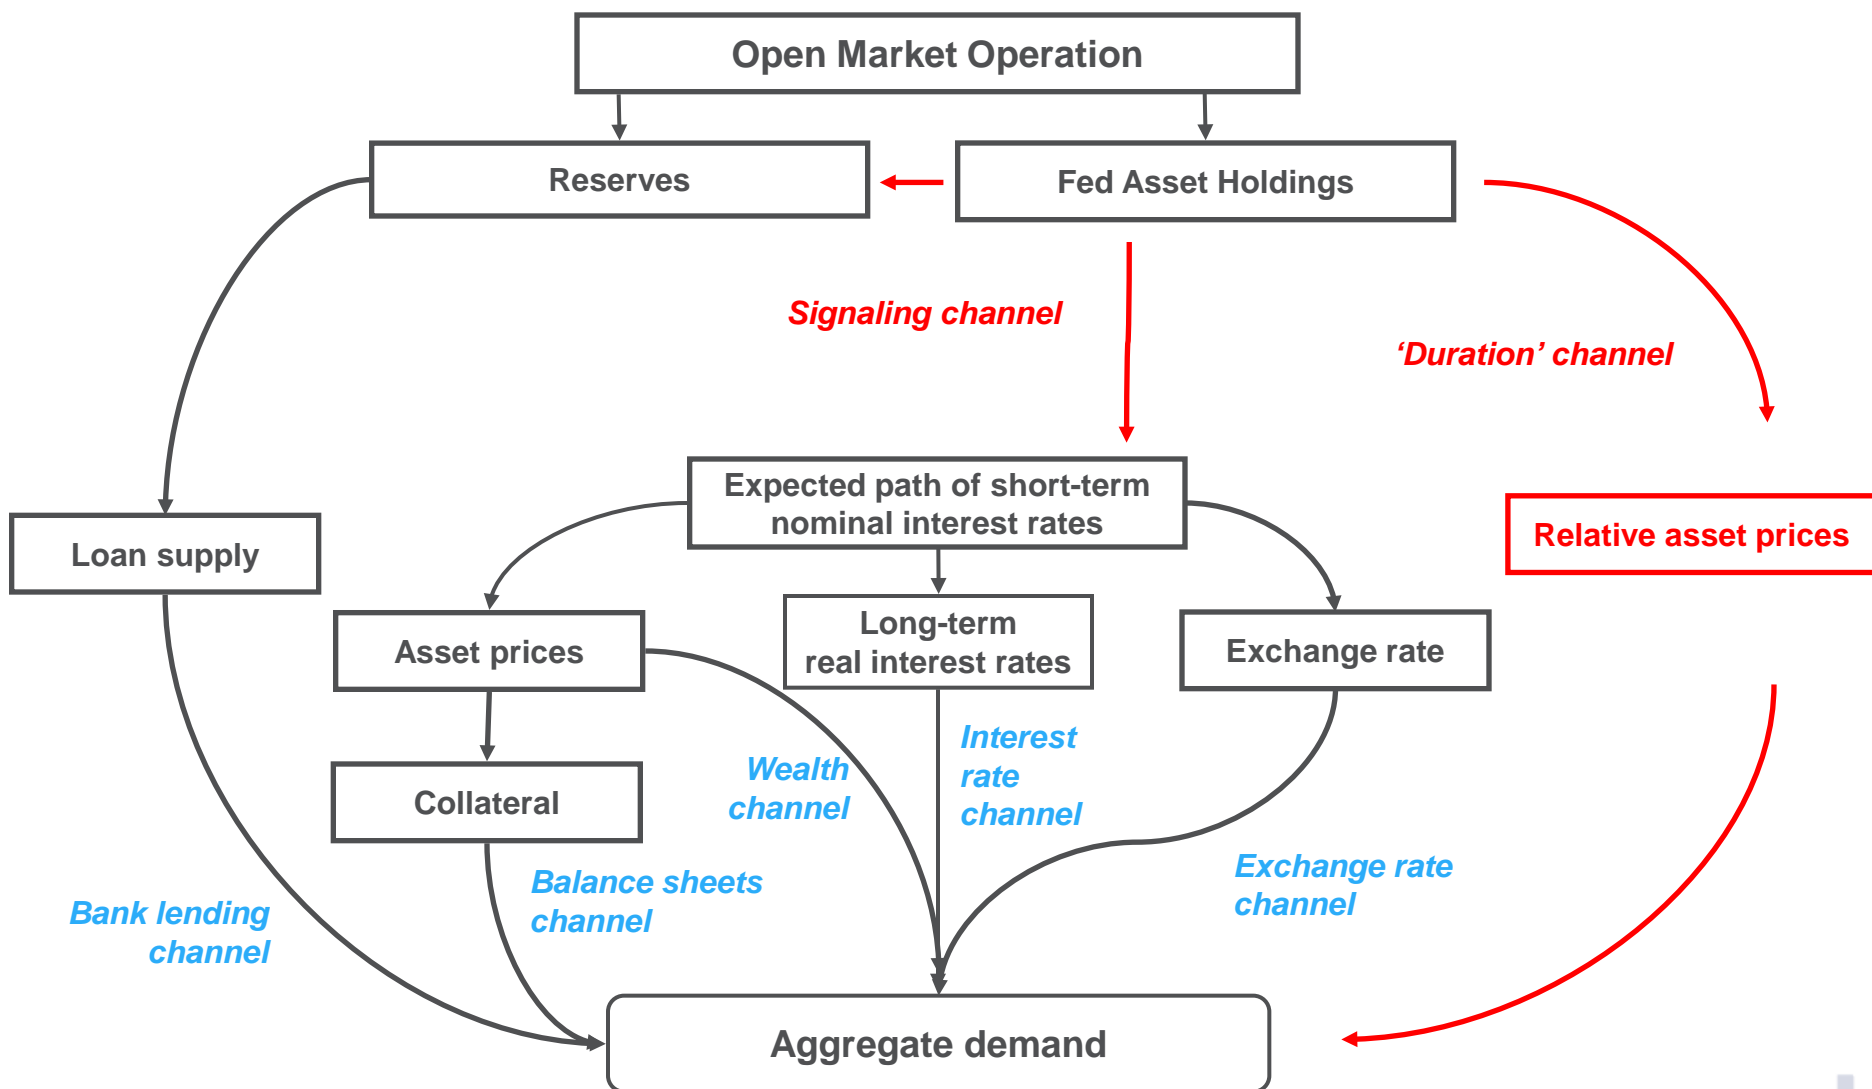 Open Market Operation
Reserves
Fed Asset Holdings
Signaling channel
‘Duration’ channel
Expected path of short-term
nominal interest rates
Relative asset prices
Loan supply
Asset prices
Long-term
real interest rates
Exchange rate
Collateral
Wealth
channel
Interest
rate
channel
Balance sheets
channel
Exchange rate
channel
Bank lending
channel
Aggregate demand